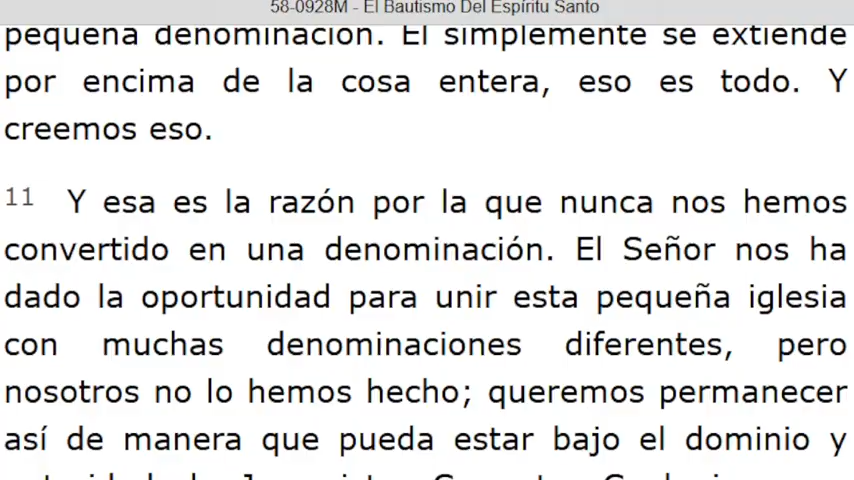 58-0928M - El Bautismo Del Espíritu Santo
pequeña denominación. Él simplemente se extiende
por encima de la cosa entera, eso es todo. Y
creemos eso.
11 Y esa es la razón por la que nunca nos hemos
convertido en una denominación. El Señor nos ha
dado la oportunidad para unir esta pequeña iglesia
con muchas denominaciones diferentes, pero
nosotros no lo hemos hecho; queremos permanecer
así de manera que pueda estar bajo el dominio y